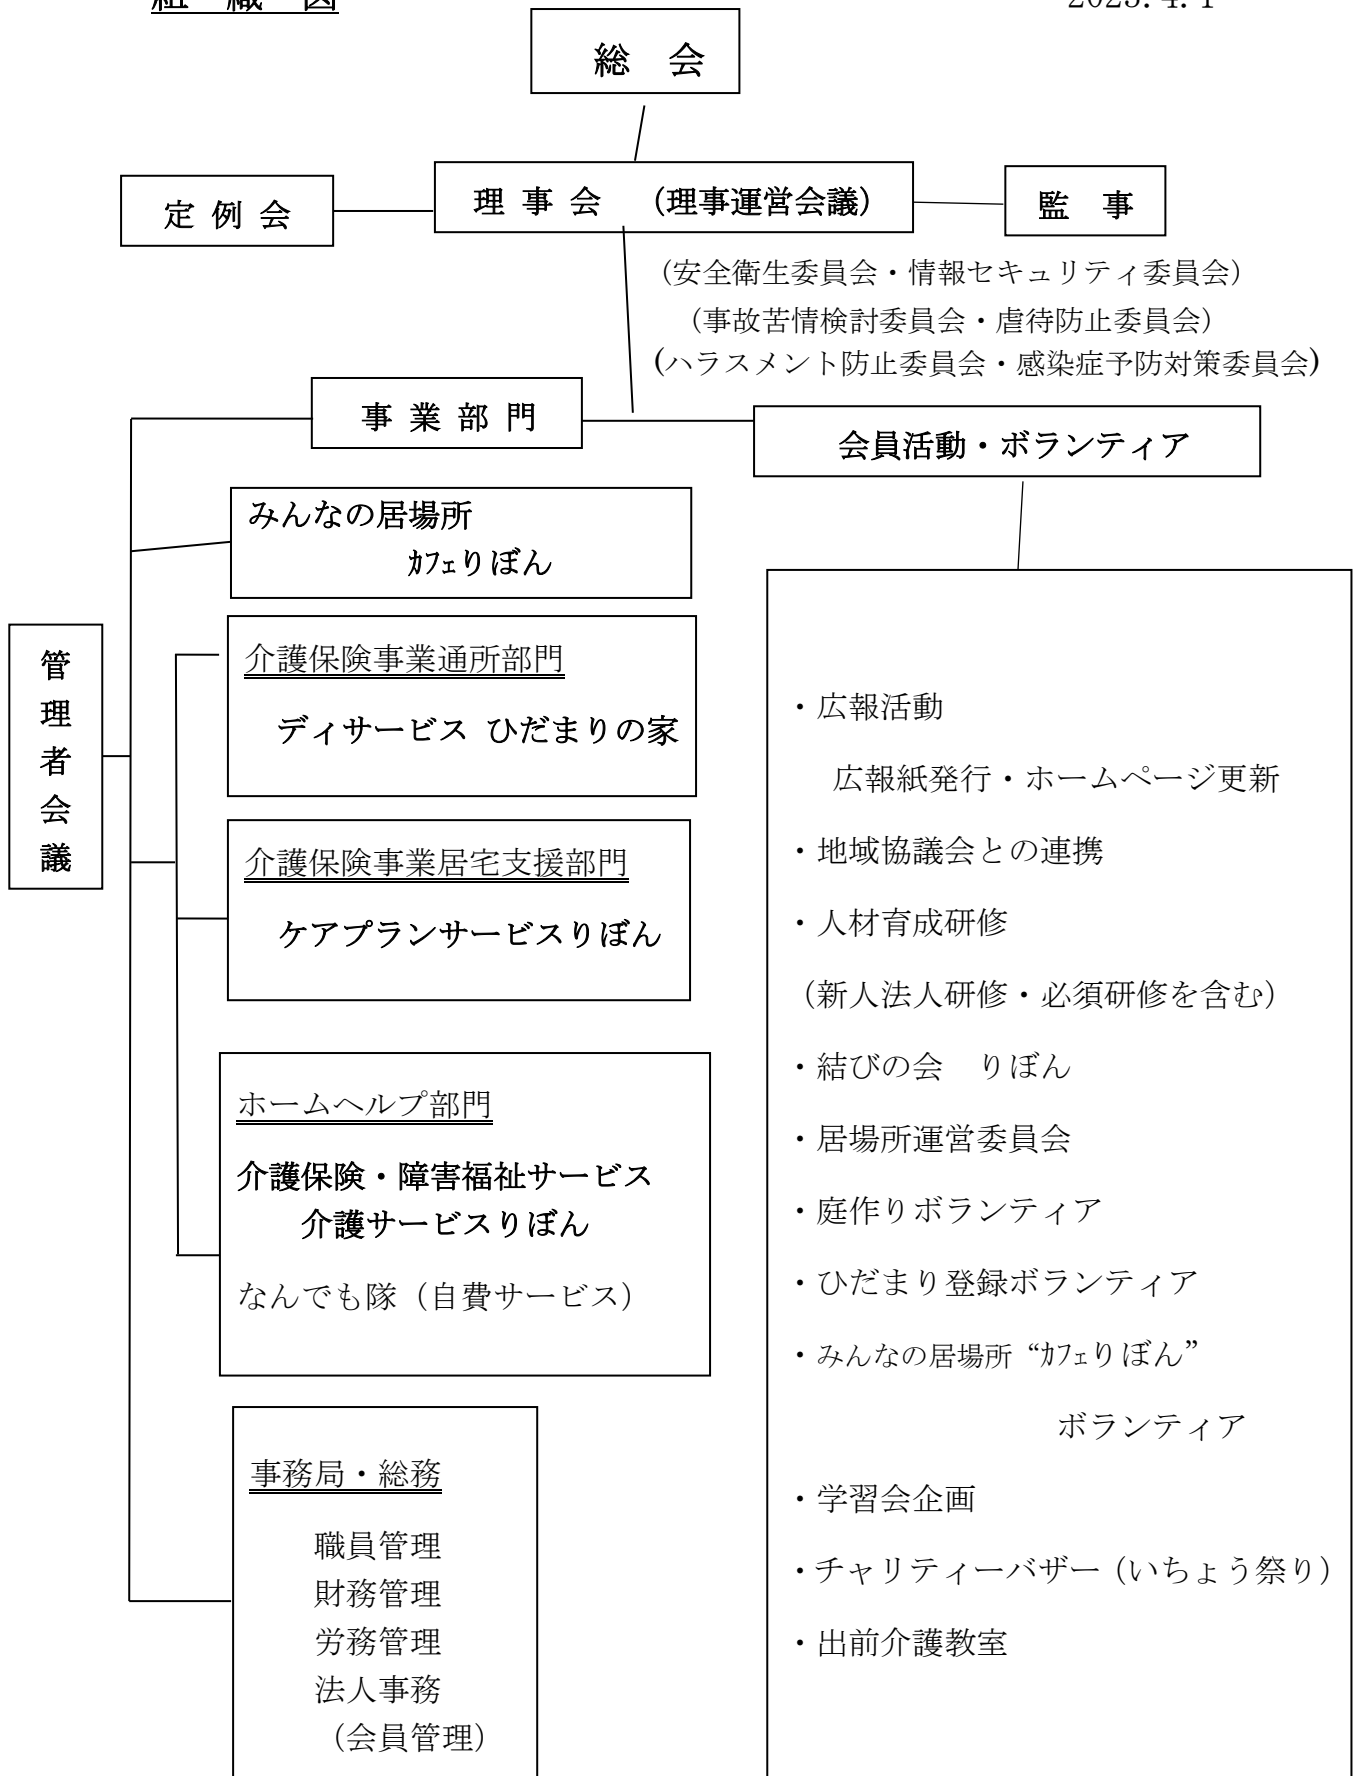 組 織 図
2023.4.1
総 会
定 例 会
理 事 会 （理事運営会議）
監 事
（安全衛生委員会・情報セキュリティ委員会）
（事故苦情検討委員会・虐待防止委員会）
(ハラスメント防止委員会・感染症予防対策委員会)
事 業 部 門
会員活動・ボランティア
管理者会議
みんなの居場所
ｶﾌｪりぼん
介護保険事業通所部門
ディサービス ひだまりの家
介護保険事業居宅支援部門
ケアプランサービスりぼん
ホームヘルプ部門
介護保険・障害福祉サービス
介護サービスりぼん
なんでも隊（自費サービス）
事務局・総務
職員管理
財務管理
労務管理
法人事務
（会員管理）
・広報活動
広報紙発行・ホームページ更新
・地域協議会との連携
・人材育成研修
（新人法人研修・必須研修を含む）
・結びの会 りぼん
・居場所運営委員会
・庭作りボランティア
・ひだまり登録ボランティア
・みんなの居場所 “ｶﾌｪりぼん”
ボランティア
・学習会企画
・チャリティーバザー（いちょう祭り）
・出前介護教室